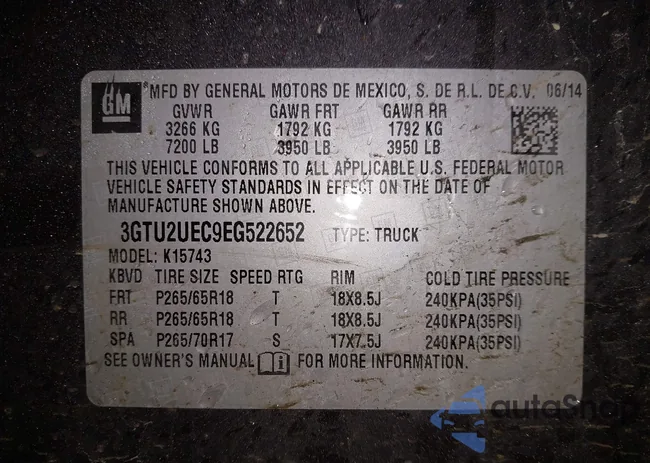 GM
®MFD BY GENERAL MOTORS DE MEXICO, S. DE R.L. DE C.V. 06/14
GVWR GAWR FRT GAWR RR
3266 KG 1792 KG 1792 KG
7200 LB 3950 LB 3950 LB
THIS VEHICLE CONFORMS TO ALL APPLICABLE U.S. FEDERAL MOTOR
VEHICLE SAFETY STANDARDS IN EFFECT ON THE DATE OF
MANUFACTURE SHOWN ABOVE.
3GTU2UEC9EG522652 TYPE: TRUCK
MODEL: K15743
KBVD TIRE SIZE SPEED RTG RIM COLD TIRE PRESSURE
FRT P265/65R18 T 18X8.5J 240KPA(35PSI)
RR P265/65R18 T 18X8.5J 240KPA(35PSI)
SPA P265/70R17 S 17X7.5J 240KPA(35PSI)
SEE OWNER'S MANUAL FOR MORE INFORMATION.
autoSnap